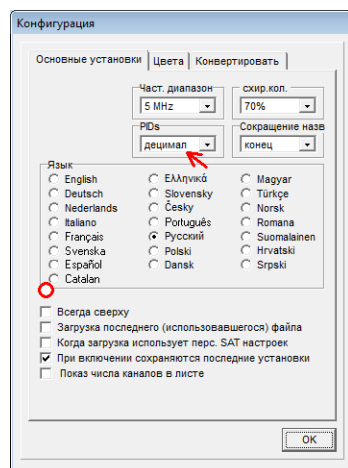 Конфигурация
Основные установки Цвета Конвертировать
Част. диапазон схир.кол.
5 MHz 70%
PIDs Сокращение назв
децимал конец
Язык
English Ελληνικά Magyar
Deutsch Slovensky Türkçe
Nederlands Česky Norsk
Italiano Português Romana
Français Русский Suomalainen
Svenska Polski Hrvatski
Español Dansk Srpski
Catalan
Всегда сверху
Загрузка последнего (использовавшегося) файла
Когда загрузка использует перс. SAT настроек
При включении сохраняются последние установки
Показ числа каналов в листе
OK